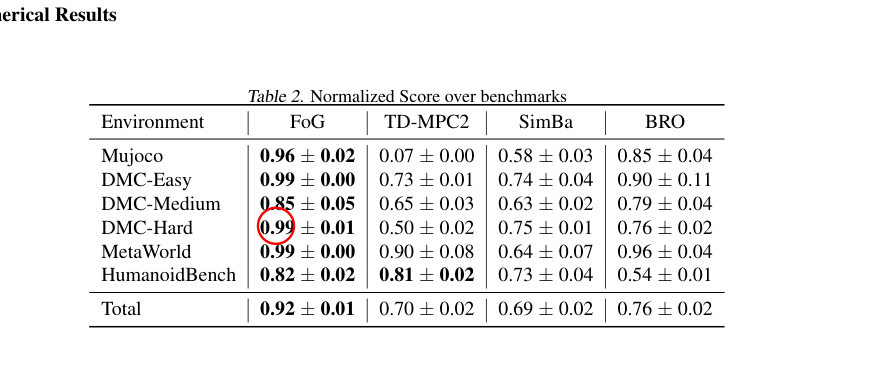 erical Results
Table 2. Normalized Score over benchmarks
Environment FoG TD-MPC2 SimBa BRO
Mujoco 0.96 ± 0.02 0.07 ± 0.00 0.58 ± 0.03 0.85 ± 0.04
DMC-Easy 0.99 ± 0.00 0.73 ± 0.01 0.74 ± 0.04 0.90 ± 0.11
DMC-Medium 0.85 ± 0.05 0.65 ± 0.03 0.63 ± 0.02 0.79 ± 0.04
DMC-Hard 0.99 ± 0.01 0.50 ± 0.02 0.75 ± 0.01 0.76 ± 0.02
MetaWorld 0.99 ± 0.00 0.90 ± 0.08 0.64 ± 0.07 0.96 ± 0.04
HumanoidBench 0.82 ± 0.02 0.81 ± 0.02 0.73 ± 0.04 0.54 ± 0.01
Total 0.92 ± 0.01 0.70 ± 0.02 0.69 ± 0.02 0.76 ± 0.02